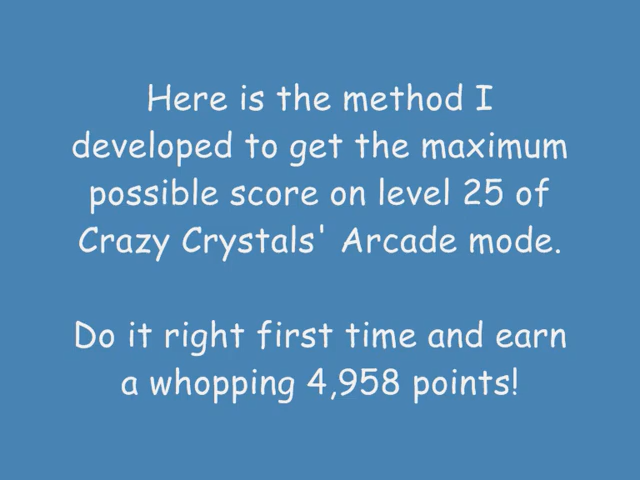 Here is the method I
developed to get the maximum
possible score on level 25 of
Crazy Crystals' Arcade mode.
Do it right first time and earn
a whopping 4,958 points!